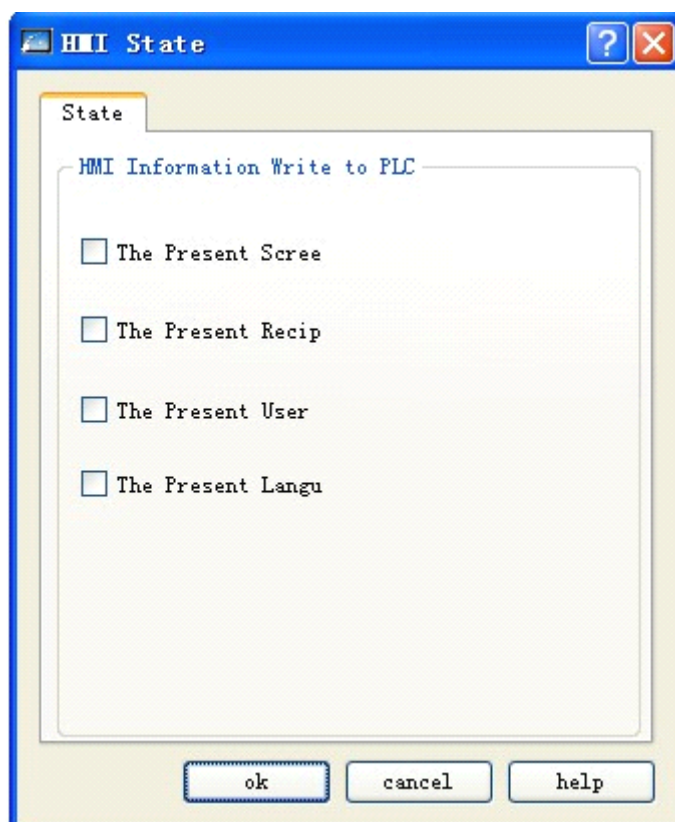 HMI State
State
HMI Information Write to PLC
The Present Scree
The Present Recip
The Present User
The Present Langu
ok cancel help